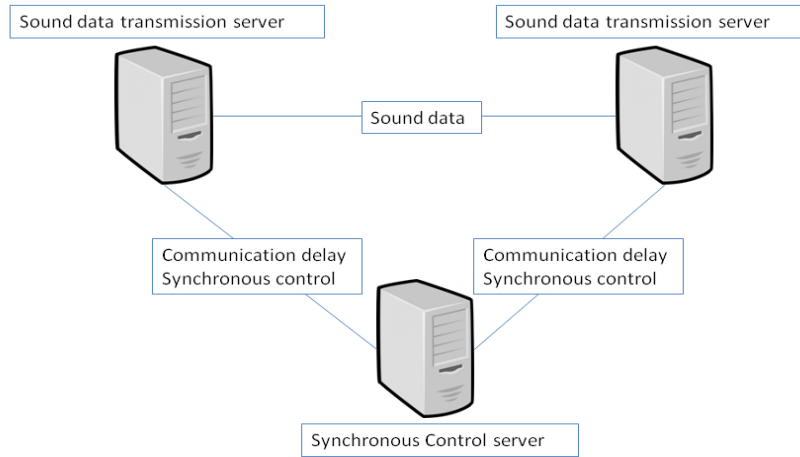 Sound data transmission server
Sound data transmission server
Sound data
Communication delay
Synchronous control
Communication delay
Synchronous control
Synchronous Control server